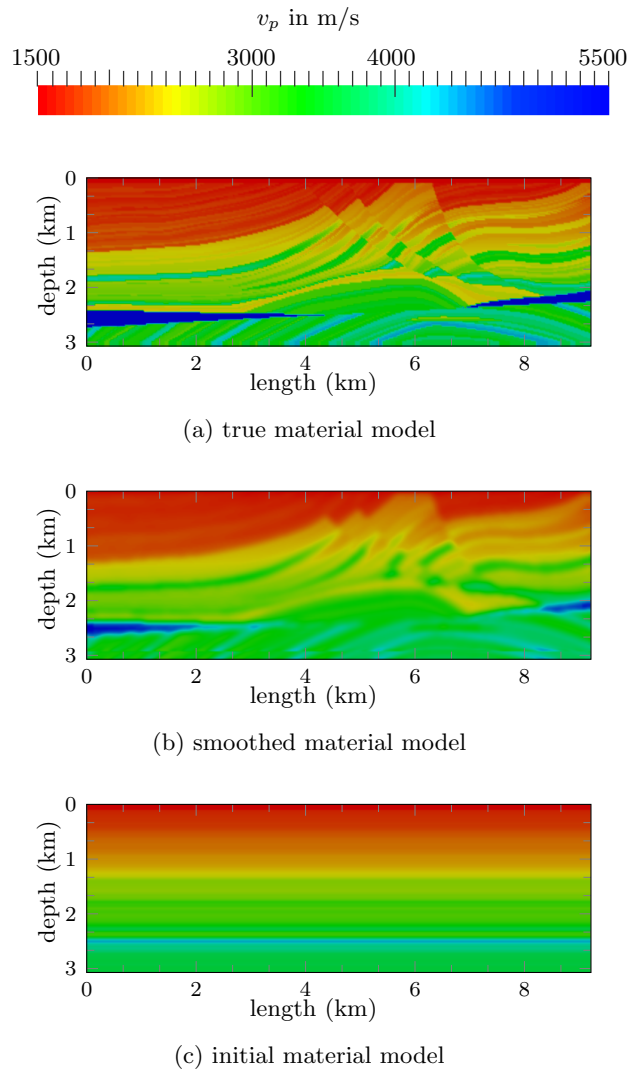 v_p in m/s
1500 3000 4000 5500
0
1
2
3
depth (km)
0 2 4 6 8
length (km)
(a) true material model
0
1
2
3
depth (km)
0 2 4 6 8
length (km)
(b) smoothed material model
0
1
2
3
depth (km)
0 2 4 6 8
length (km)
(c) initial material model